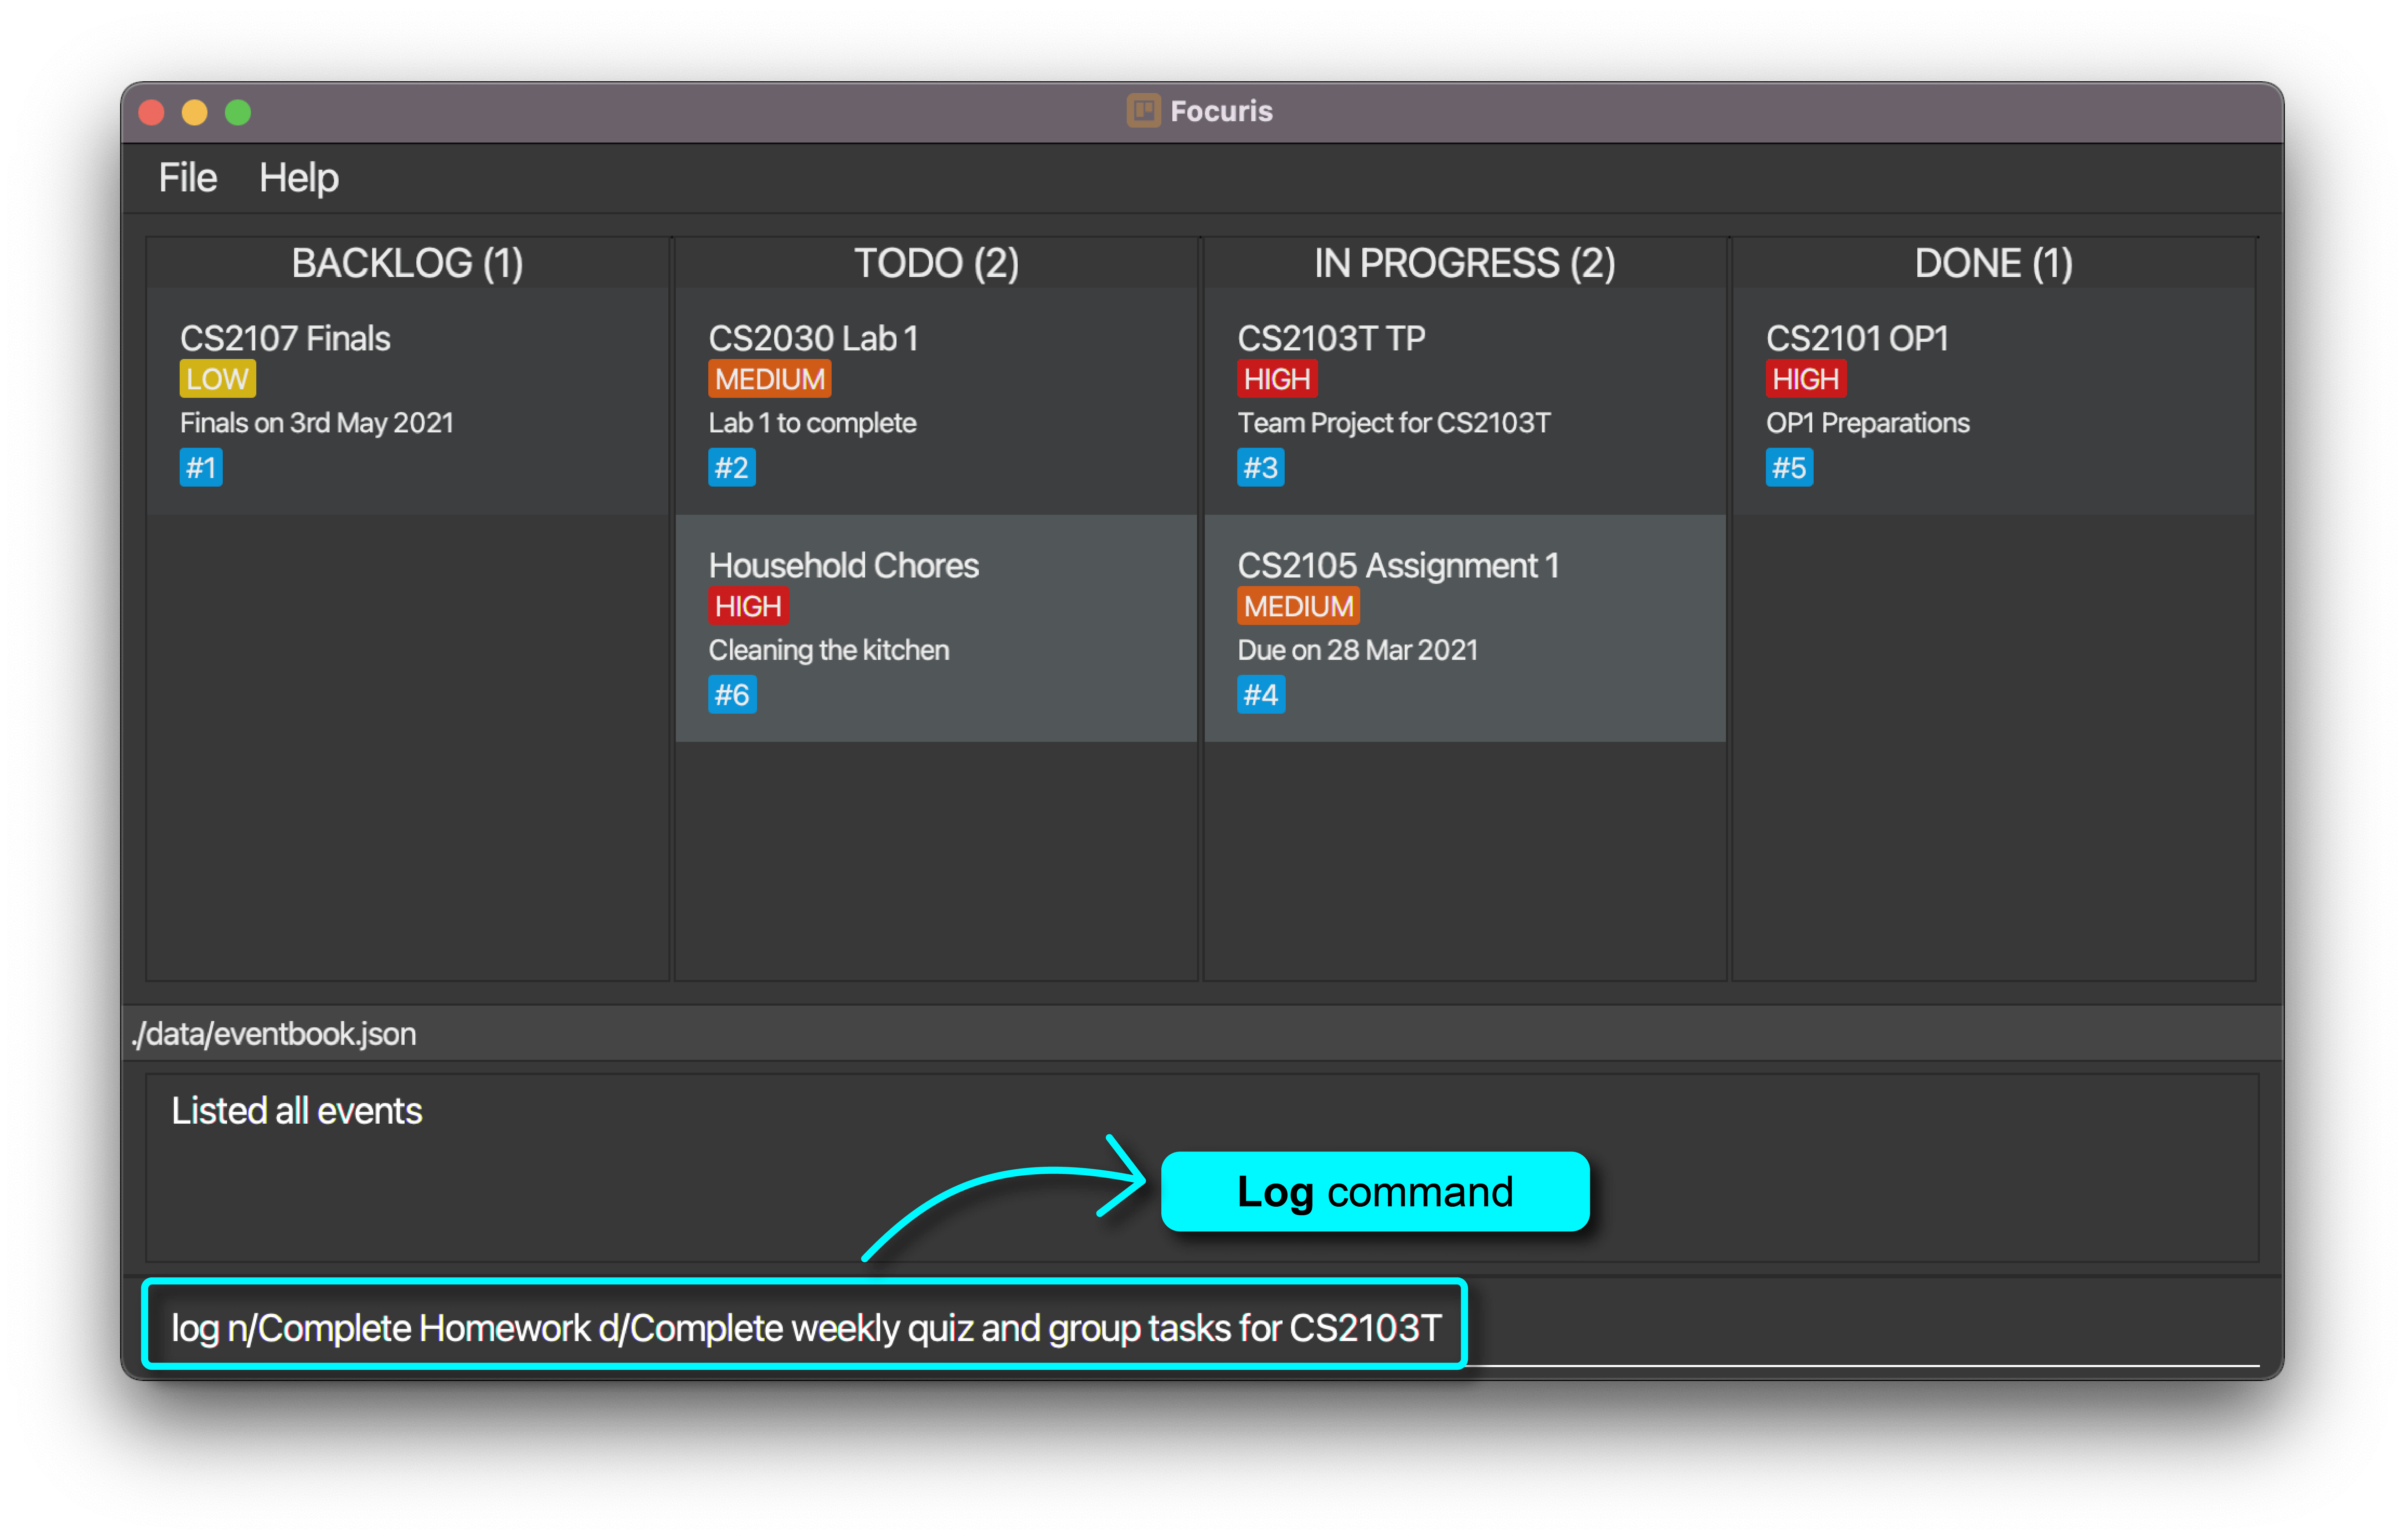 Focuris
File Help
BACKLOG (1)
CS2107 Finals
LOW
Finals on 3rd May 2021
#1
TODO (2)
CS2030 Lab 1
MEDIUM
Lab 1 to complete
#2
Household Chores
HIGH
Cleaning the kitchen
#6
IN PROGRESS (2)
CS2103T TP
HIGH
Team Project for CS2103T
#3
CS2105 Assignment 1
MEDIUM
Due on 28 Mar 2021
#4
DONE (1)
CS2101 OP1
HIGH
OP1 Preparations
#5
./data/eventbook.json
Listed all events
Log command
log n/Complete Homework d/Complete weekly quiz and group tasks for CS2103T